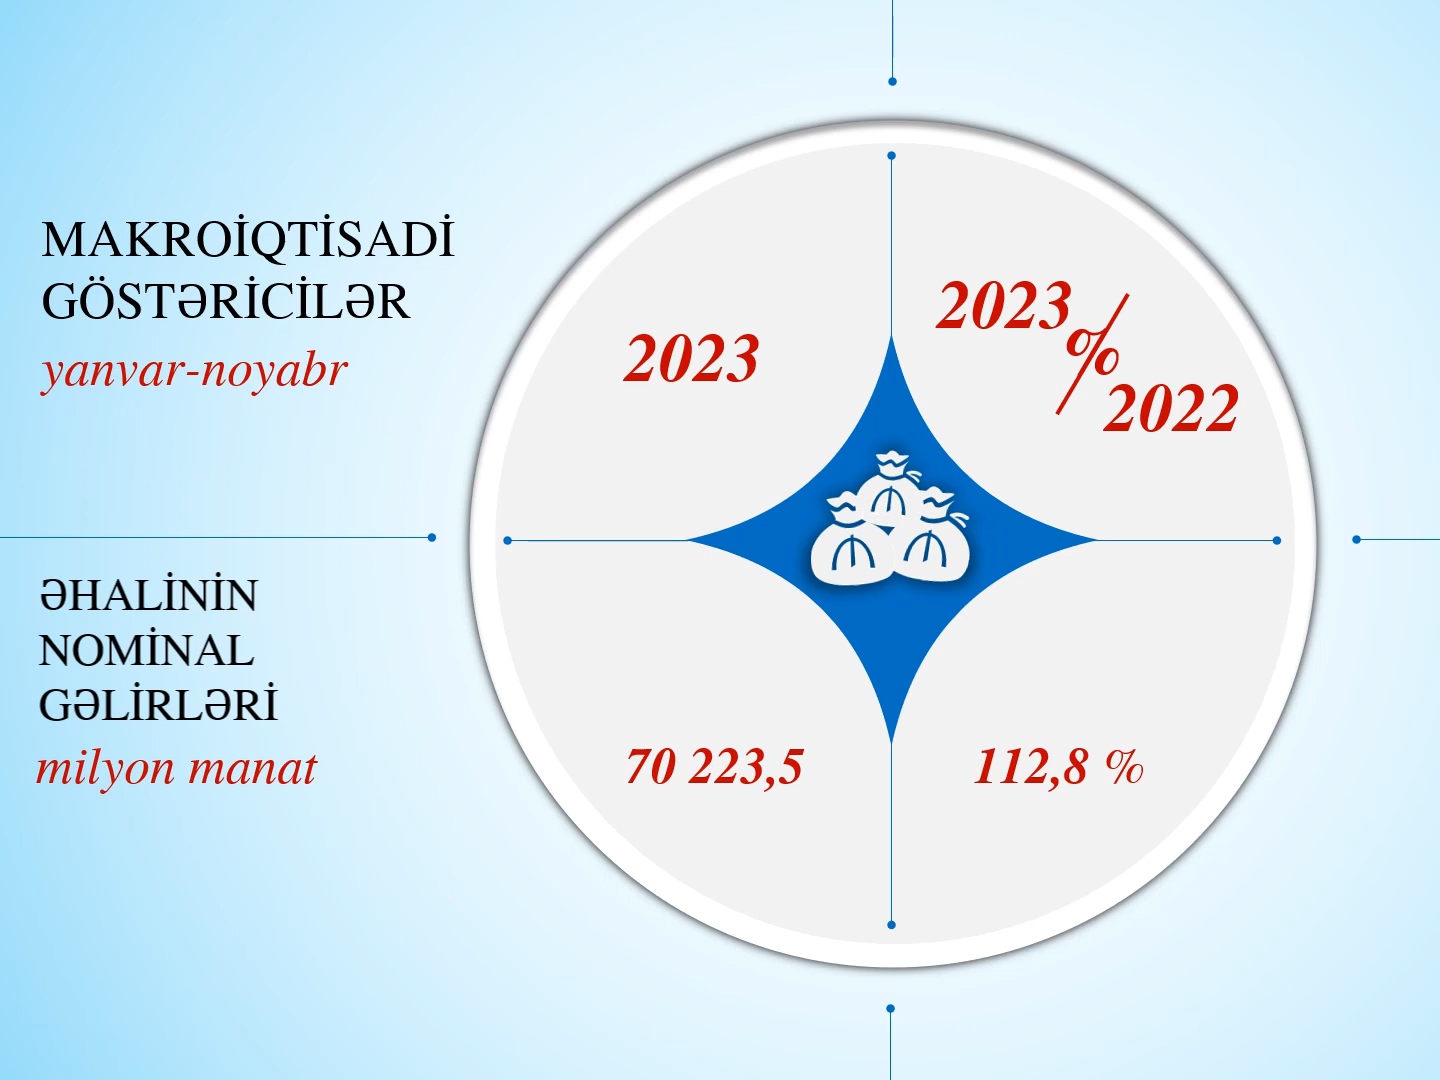 MAKROİQTİSADİ
GÖSTƏRİCİLƏR
yanvar-noyabr
2023
2023
%
2022
ƏHALİNİN
NOMİNAL
GƏLİRLƏRİ
milyon manat
70 223,5
112,8 %